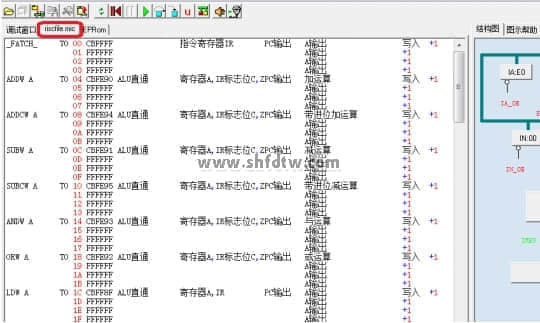 调试窗口 iscfile.mic EPRom 结构图 图示帮助
_FATCH_ TO 00 CBFFFF 指令寄存器IR PC输出 A输出 写入 +1
01 FFFFFF A输出 +1
02 FFFFFF A输出 +1
03 FFFFFF A输出 +1
ADDW A TO 04 CBFE90 ALU直通 寄存器A,IR标志位C,ZPC输出 加运算 写入 +1
05 FFFFFF A输出 +1
06 FFFFFF A输出 +1
07 FFFFFF A输出 +1
ADDCW A TO 08 CBFE94 ALU直通 寄存器A,IR标志位C,ZPC输出 带进位加运算 写入 +1
09 FFFFFF A输出 +1
0A FFFFFF A输出 +1
0B FFFFFF A输出 +1
SUBW A TO 0C CBFE91 ALU直通 寄存器A,IR标志位C,ZPC输出 减运算 写入 +1
0D FFFFFF A输出 +1
0E FFFFFF A输出 +1
0F FFFFFF A输出 +1
SUBCW A TO 10 CBFE95 ALU直通 寄存器A,IR标志位C,ZPC输出 带进位减运算 写入 +1
11 FFFFFF A输出 +1
12 FFFFFF A输出 +1
13 FFFFFF A输出 +1
ANDW A TO 14 CBFE93 ALU直通 寄存器A,IR标志位C,ZPC输出 与运算 写入 +1
15 FFFFFF A输出 +1
16 FFFFFF A输出 +1
17 FFFFFF A输出 +1
ORW A TO 18 CBFE92 ALU直通 寄存器A,IR标志位C,ZPC输出 或运算 写入 +1
19 FFFFFF A输出 +1
1A FFFFFF A输出 +1
1B FFFFFF A输出 +1
LDW A TO 1C CBFF8F ALU直通 寄存器A,IR PC输出 A输出 写入 +1
1D FFFFFF A输出 +1
1E FFFFFF A输出 +1
1F FFFFFF A输出 +1
www.shfdtw.com
IA:E0
IA_OE
IN:00
IN_OE